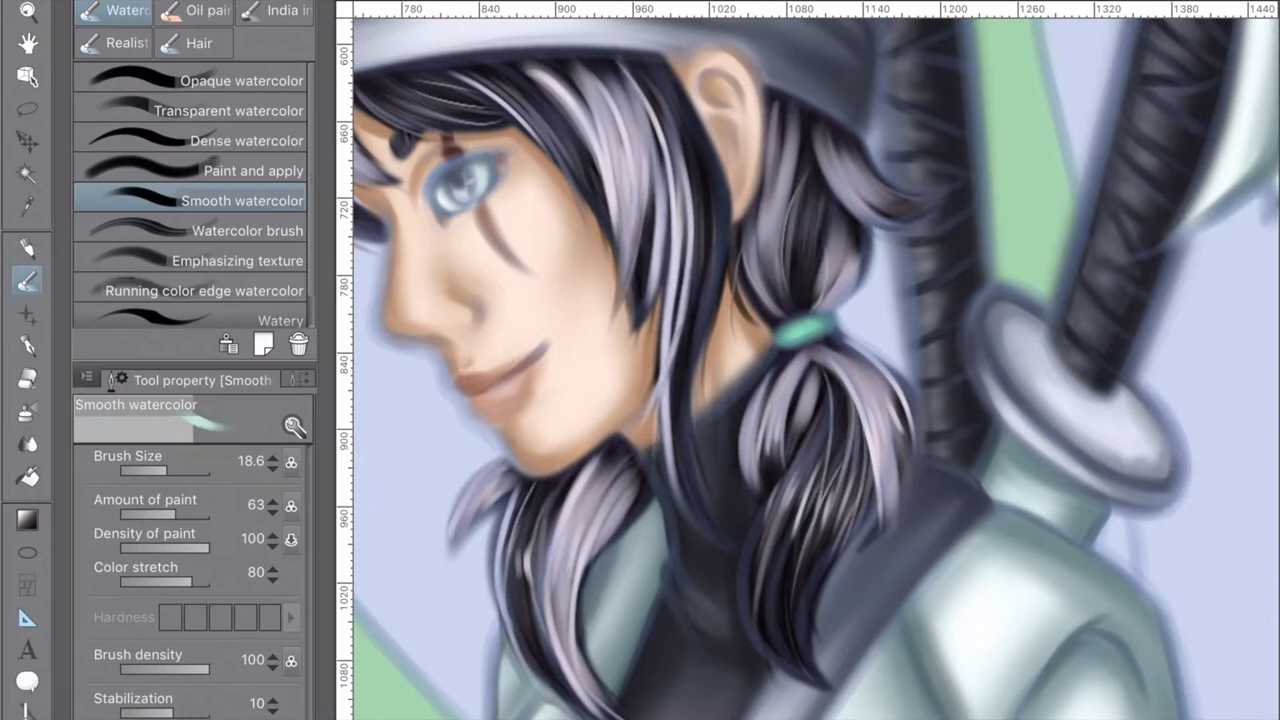 780 840 900 960 1020 1080 1140 1200 1260 1320 1380 1440
Waterc Oil pain India in
Realist Hair
Opaque watercolor
Transparent watercolor
Dense watercolor
Paint and apply
Smooth watercolor
Watercolor brush
Emphasizing texture
Running color edge watercolor
Watery
Tool property [Smooth
Smooth watercolor
Brush Size 18.6
Amount of paint 63
Density of paint 100
Color stretch 80
Hardness
Brush density 100
Stabilization 10
A
600
660
720
780
840
900
960
1020
1080